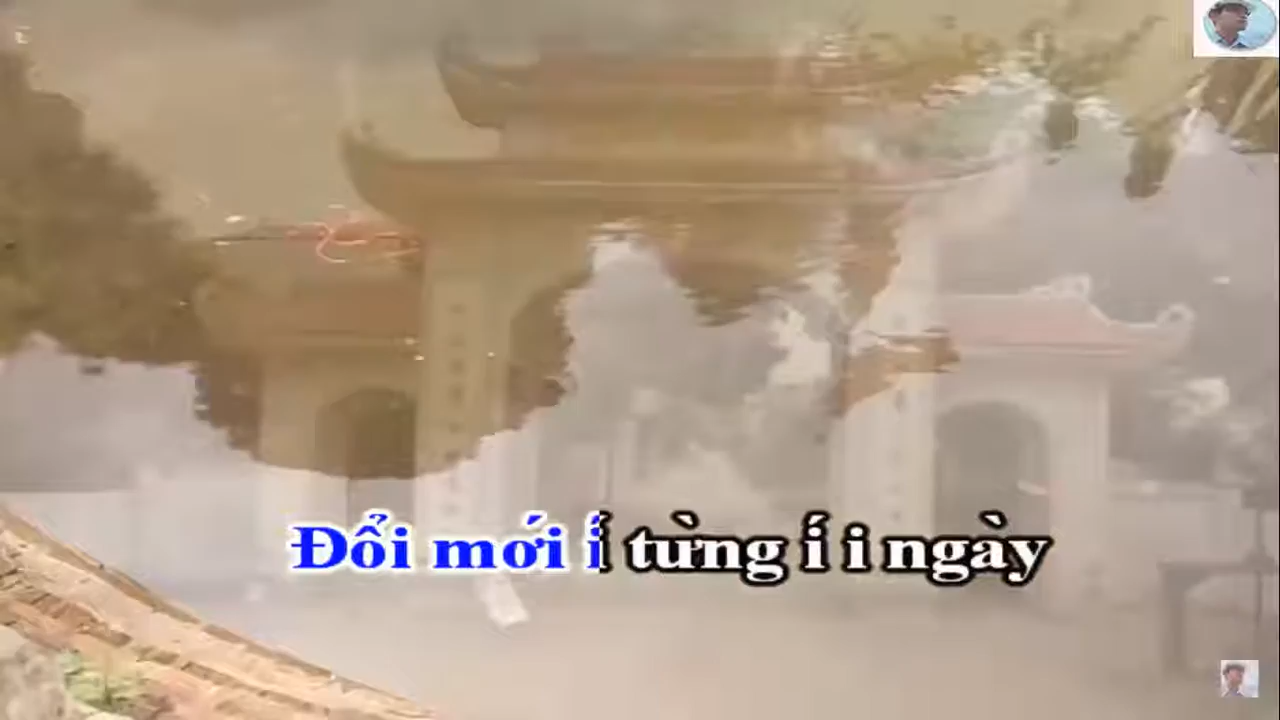 Đổi mới í từng í i ngày